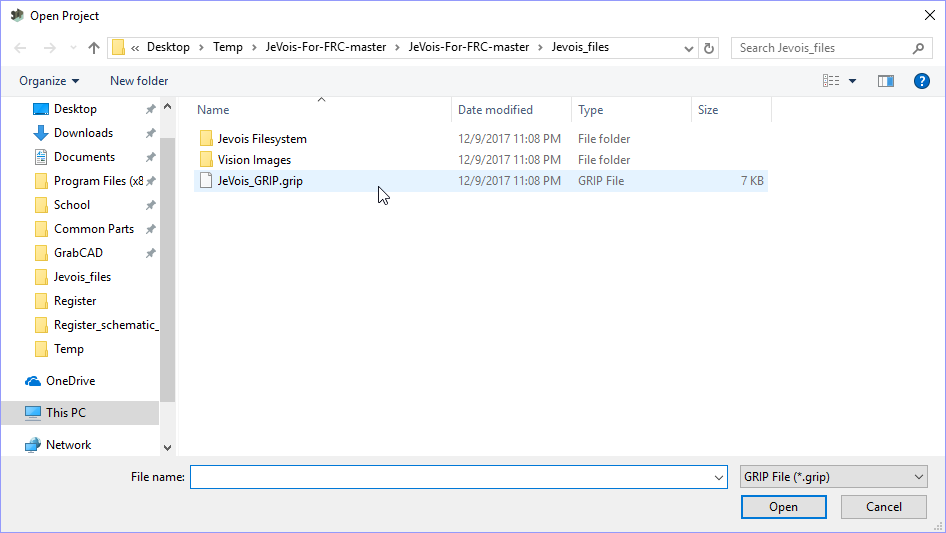 Open Project
« Desktop > Temp > JeVois-For-FRC-master > JeVois-For-FRC-master > Jevois_files
Search Jevois_files
Organize New folder
Name Date modified Type Size
Desktop
Downloads
Documents
Program Files (x8
School
Common Parts
GrabCAD
Jevois_files
Register
Register_schematic_
Temp
OneDrive
This PC
Network
Jevois Filesystem 12/9/2017 11:08 PM File folder
Vision Images 12/9/2017 11:08 PM File folder
JeVois_GRIP.grip 12/9/2017 11:08 PM GRIP File 7 KB
File name: GRIP File (*.grip)
Open Cancel